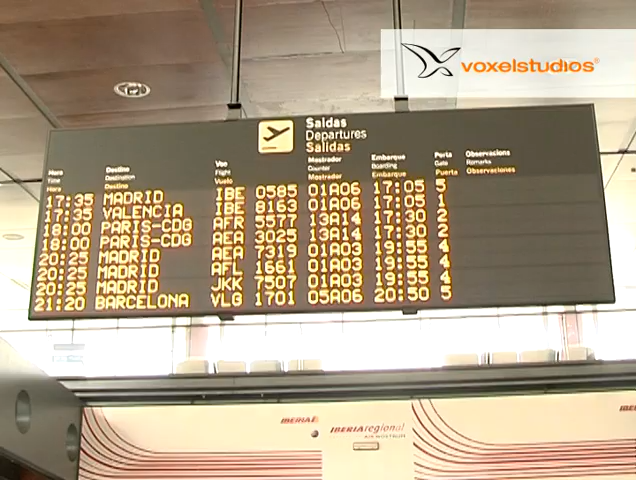 voxelstudios®
Saidas
Departures
Salidas
Hora Destino Voo Mostrador Embarque Porta Observacions
Time Destination Flight Counter Boarding Gate Remarks
Hora Destino Vuelo Mostrador Embarque Puerta Observaciones
17:35 MADRID IBE 0585 01A06 17:05 5
17:35 VALENCIA IBE 8163 01A06 17:05 1
18:00 PARIS-CDG AFR 5577 13A14 17:30 2
18:00 PARIS-CDG AEA 3025 13A14 17:30 2
20:25 MADRID AEA 7319 01A03 19:55 4
20:25 MADRID AFL 1661 01A03 19:55 4
20:25 MADRID JKK 7507 01A03 19:55 4
21:20 BARCELONA VLG 1701 05A06 20:50 5
IBERIA
IBERIA regional
AIR NOSTRUM